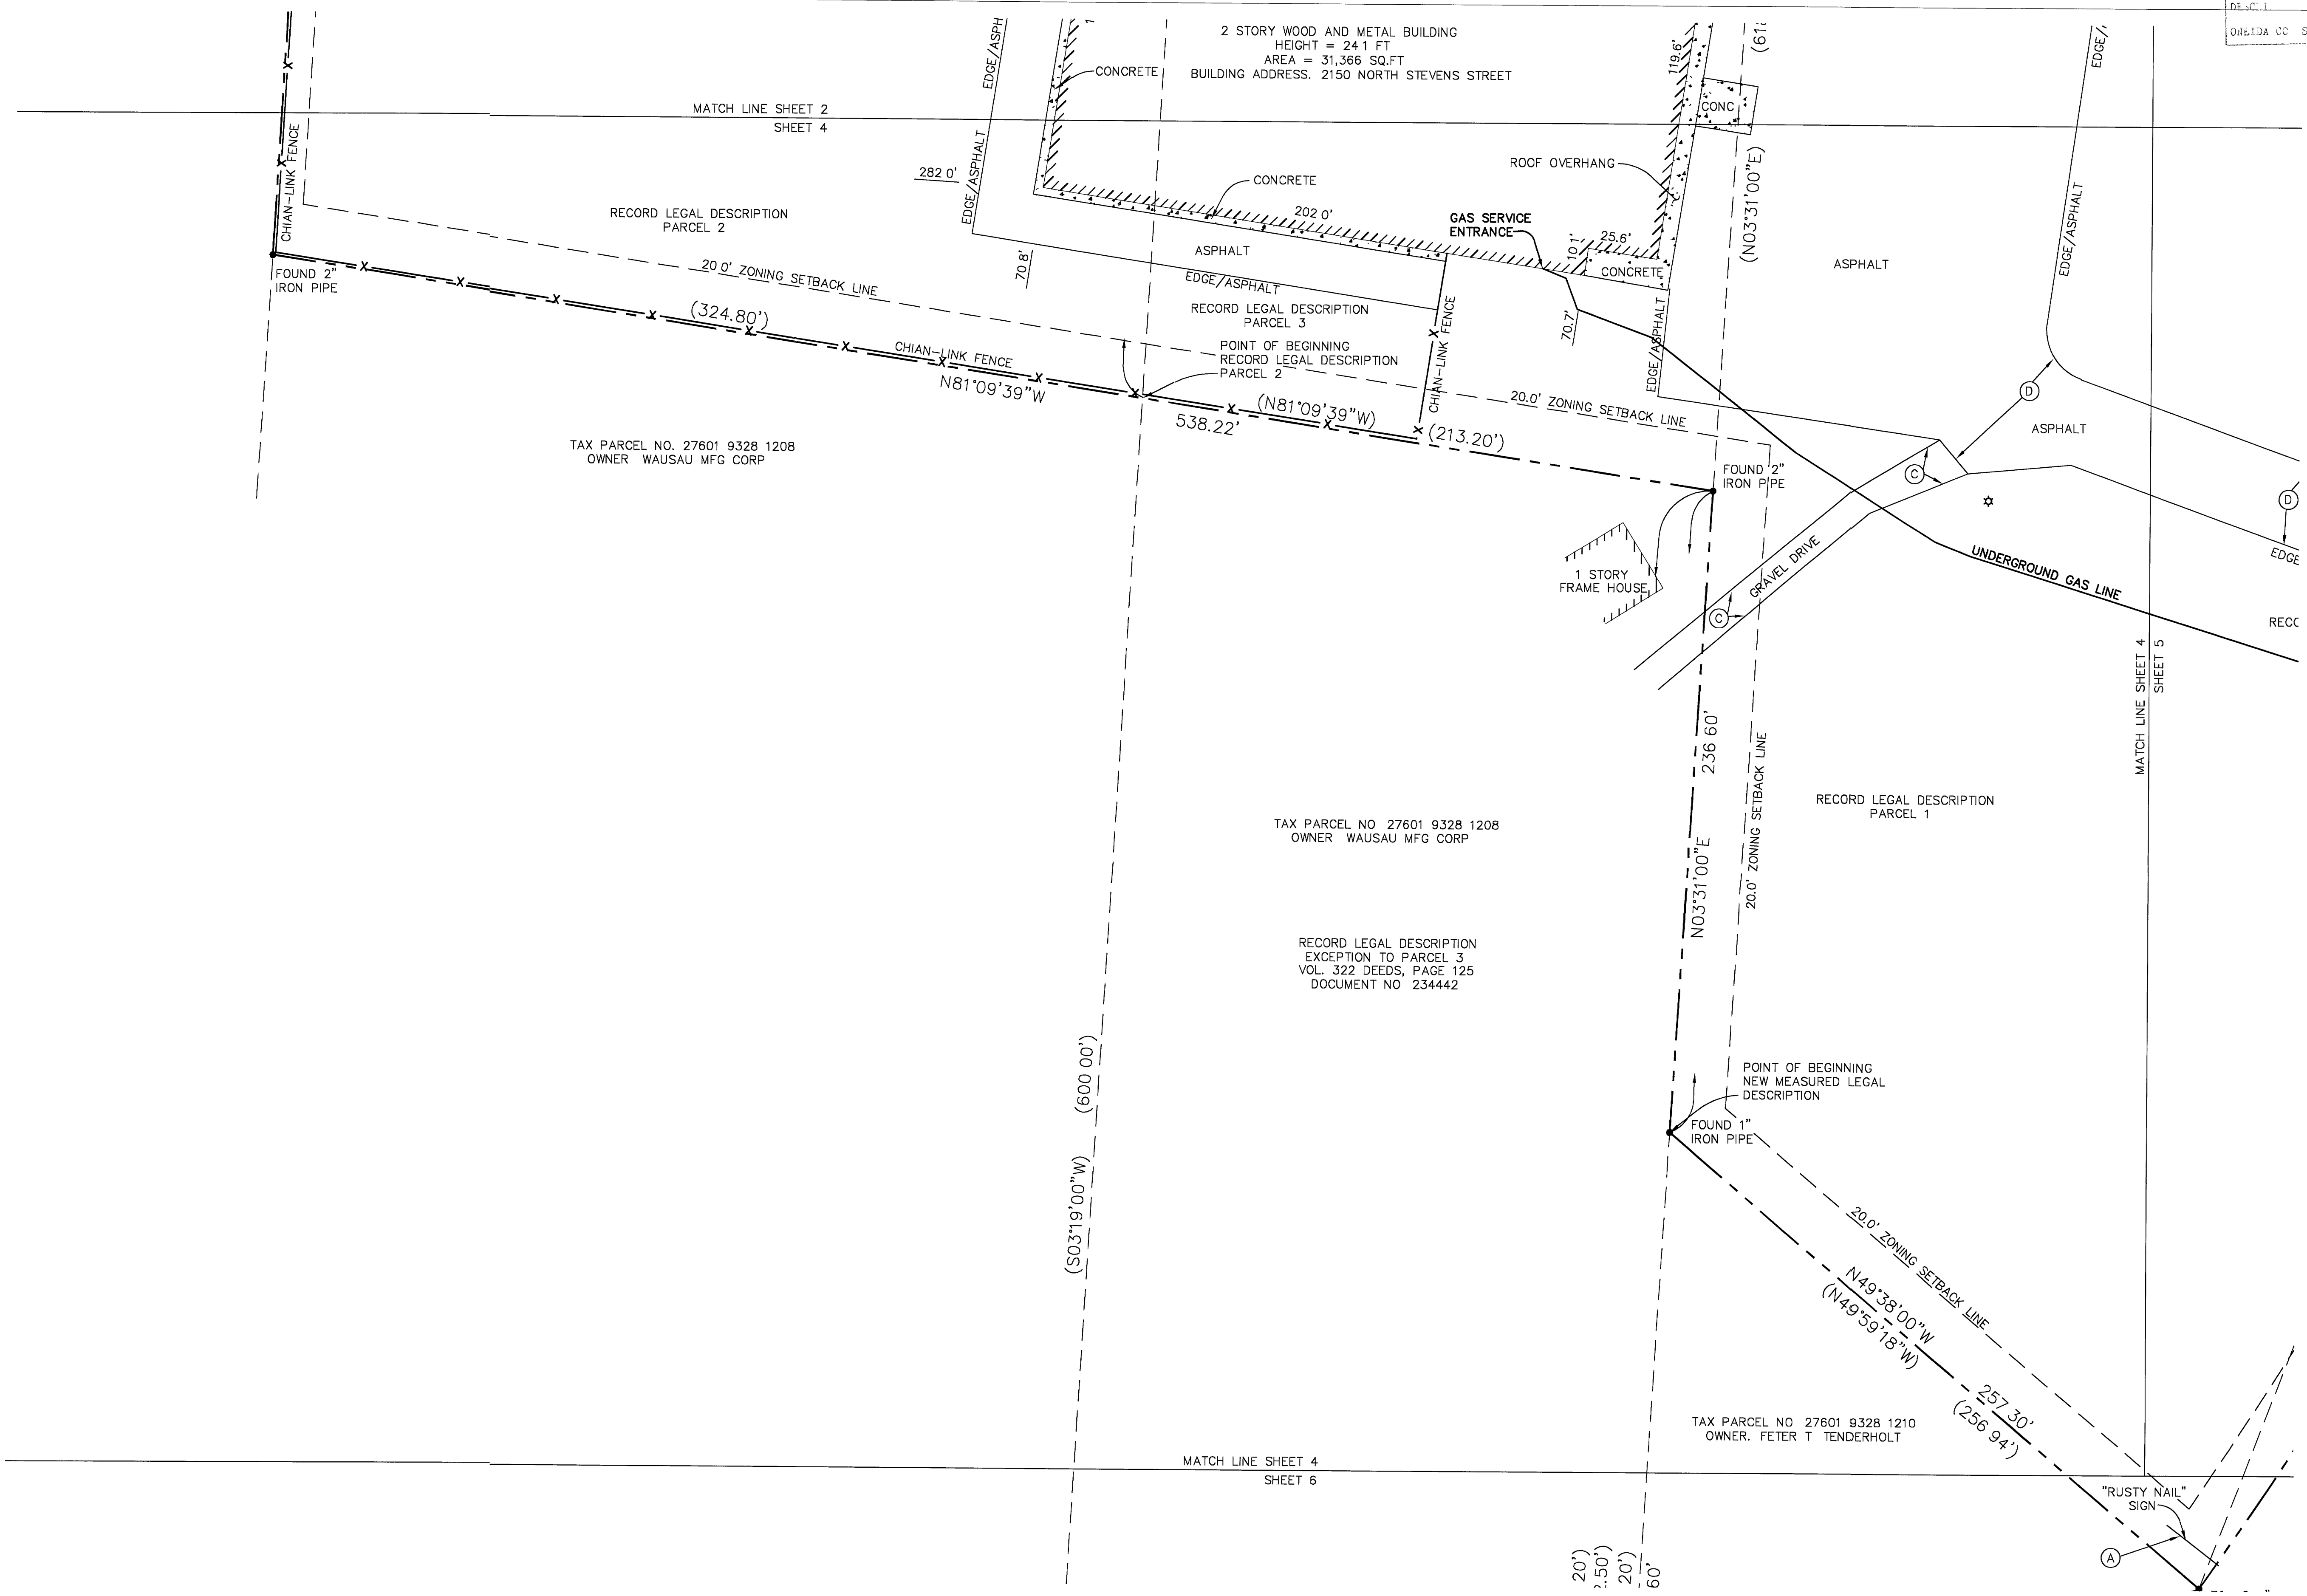 ONEIDA CO S
2 STORY WOOD AND METAL BUILDING
HEIGHT = 24 1 FT
AREA = 31,366 SQ.FT
BUILDING ADDRESS. 2150 NORTH STEVENS STREET
EDGE/ASPH
CONCRETE
119.6'
(61
EDGE/
CONC
MATCH LINE SHEET 2
SHEET 4
CHIAN-LINK FENCE
282 0'
EDGE/ASPHALT
CONCRETE
ROOF OVERHANG
(N03°31'00"E)
EDGE/ASPHALT
RECORD LEGAL DESCRIPTION
PARCEL 2
202 0'
GAS SERVICE
ENTRANCE
10 1'
25.6'
CONCRETE
ASPHALT
ASPHALT
FOUND 2"
IRON PIPE
20 0' ZONING SETBACK LINE
70 8'
EDGE/ASPHALT
RECORD LEGAL DESCRIPTION
PARCEL 3
CHIAN-LINK FENCE
70.7'
EDGE/ASPHALT
(324.80')
CHIAN-LINK FENCE
N81°09'39"W
POINT OF BEGINNING
RECORD LEGAL DESCRIPTION
PARCEL 2
20.0' ZONING SETBACK LINE
D
(N81°09'39"W)
538.22'
(213.20')
ASPHALT
TAX PARCEL NO. 27601 9328 1208
OWNER WAUSAU MFG CORP
FOUND 2"
IRON PIPE
C
D
1 STORY
FRAME HOUSE
GRAVEL DRIVE
C
UNDERGROUND GAS LINE
EDGE
RECO
MATCH LINE SHEET 4
SHEET 5
236 60'
N03°31'00"E
20.0' ZONING SETBACK LINE
RECORD LEGAL DESCRIPTION
PARCEL 1
TAX PARCEL NO 27601 9328 1208
OWNER WAUSAU MFG CORP
RECORD LEGAL DESCRIPTION
EXCEPTION TO PARCEL 3
VOL. 322 DEEDS, PAGE 125
DOCUMENT NO 234442
(600 00')
(S03°19'00"W)
POINT OF BEGINNING
NEW MEASURED LEGAL
DESCRIPTION
FOUND 1"
IRON PIPE
20.0' ZONING SETBACK LINE
N49°38'00"W
(N49°59'18"W)
257.30'
(256 94')
TAX PARCEL NO 27601 9328 1210
OWNER. FETER T TENDERHOLT
MATCH LINE SHEET 4
SHEET 6
"RUSTY NAIL"
SIGN
A
20')
.50')
20')
60'